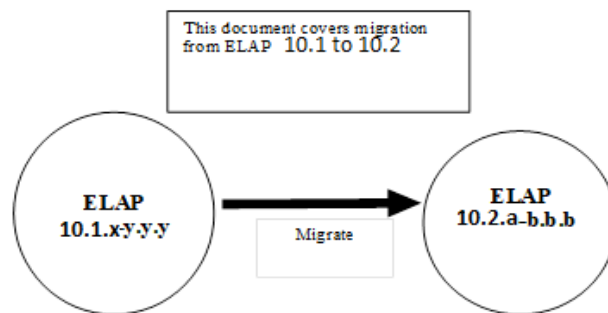 This document covers migration
from ELAP 10.1 to 10.2
ELAP
10.1.x-y.y.y
Migrate
ELAP
10.2.a-b.b.b